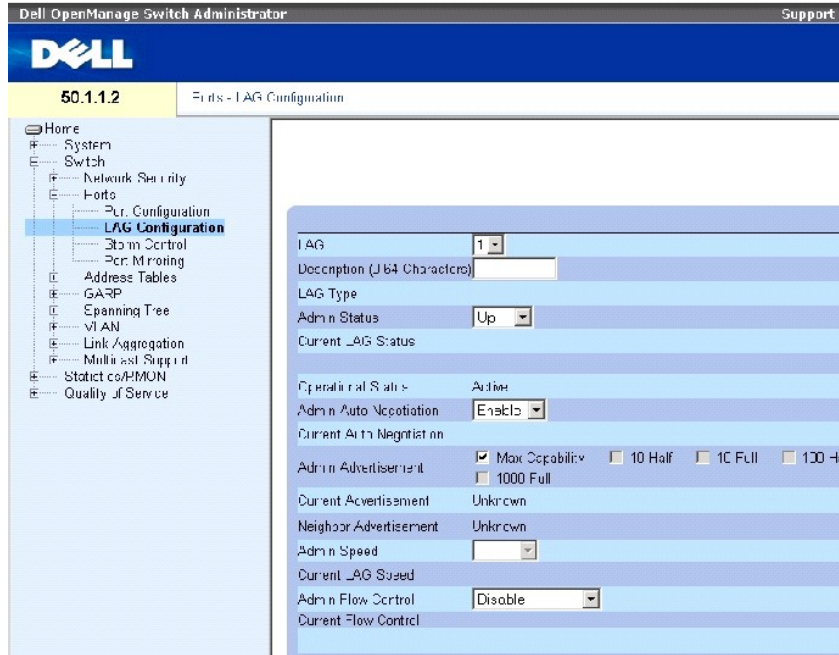 Dell OpenManage Switch Administrator Support
DELL
50.1.1.2 Ports - LAG Configuration
Home
System
Switch
Network Security
Ports
Port Configuration
LAG Configuration
Storm Control
Port Mirroring
Address Tables
GARP
Spanning Tree
VLAN
Link Aggregation
Multicast Support
Statistics/RMON
Quality of Service
LAG 1
Description (0-64 Characters)
LAG Type
Admin Status Up
Current LAG Status
Operational Status Active
Admin Auto Negotiation Enable
Current Auto Negotiation
Admin Advertisement Max Capability 10 Half 10 Full 100
1000 Full
Current Advertisement Unknown
Neighbor Advertisement Unknown
Admin Speed
Current LAG Speed
Admin Flow Control Disable
Current Flow Control